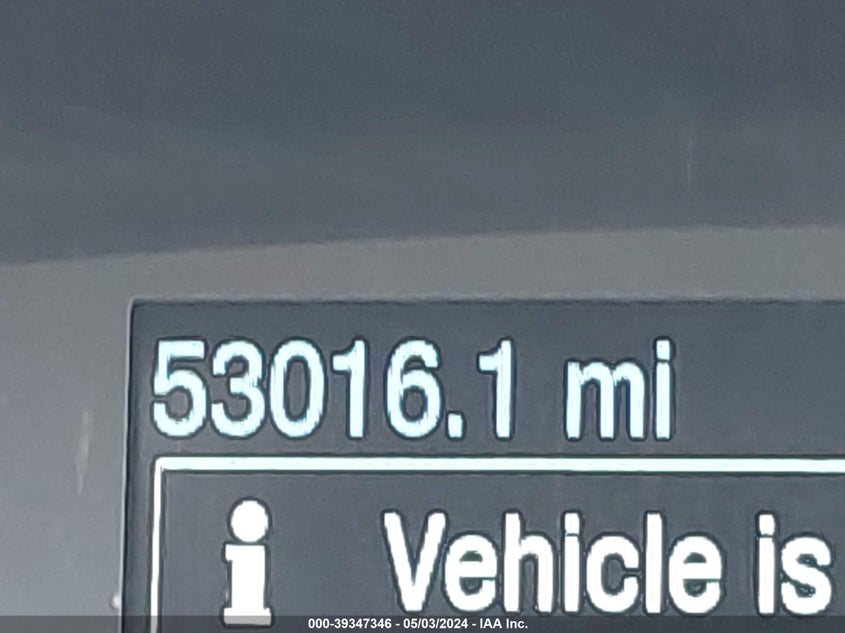 53016.1 mi
i Vehicle is
000-39347346 - 05/03/2024 - IAA Inc.